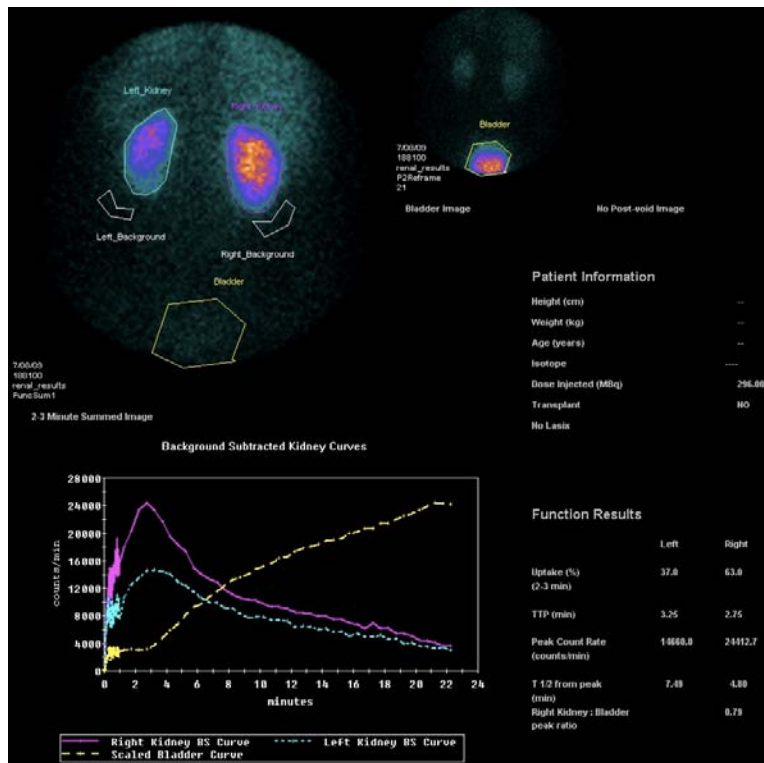 Left_Kidney
Right_Kidney
Left_Background
Right_Background
Bladder
7/08/09
188100
renal_results
FuncSum1
2-3 Minute Summed Image
Bladder
7/08/09
188100
renal_results
P2Reframe
21
Bladder Image
No Post-void Image
Patient Information
Height (cm) --
Weight (kg) --
Age (years) --
Isotope ----
Dose Injected (MBq) 296.00
Transplant NO
No Lasix
Background Subtracted Kidney Curves
28000
24000
20000
16000
12000
8000
4000
0
counts/min
0 2 4 6 8 10 12 14 16 18 20 22 24
minutes
Right Kidney BS Curve
Left Kidney BS Curve
Scaled Bladder Curve
Function Results
Left Right
Uptake (%) 37.0 63.0
(2-3 min)
TTP (min) 3.25 2.75
Peak Count Rate 14660.0 24412.7
(counts/min)
T 1/2 from peak 7.49 4.80
(min)
Right Kidney : Bladder 0.79
peak ratio